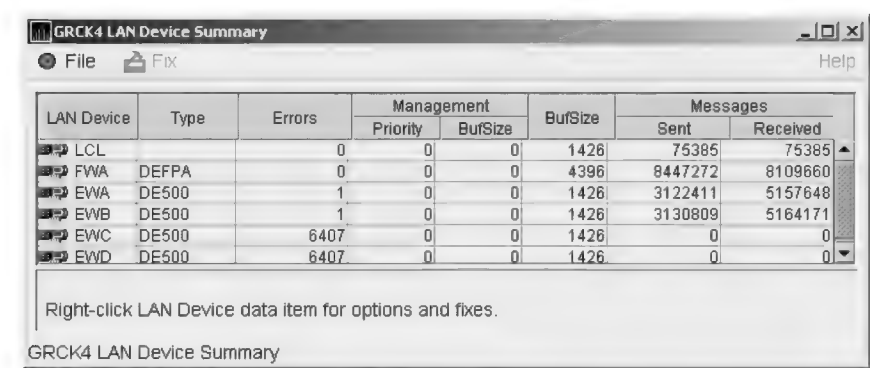 GRCK4 LAN Device Summary
File Fix Help
LAN Device Type Errors Management BufSize Messages
Priority BufSize Sent Received
LCL 0 0 0 1426 75385 75385
FWA DEFPA 0 0 0 4396 8447272 8109660
EWA DE500 1 0 0 1426 3122411 5157648
EWB DE500 1 0 0 1426 3130809 5164171
EWC DE500 6407 0 0 1426 0 0
EWD DE500 6407 0 0 1426 0 0
Right-click LAN Device data item for options and fixes.
GRCK4 LAN Device Summary